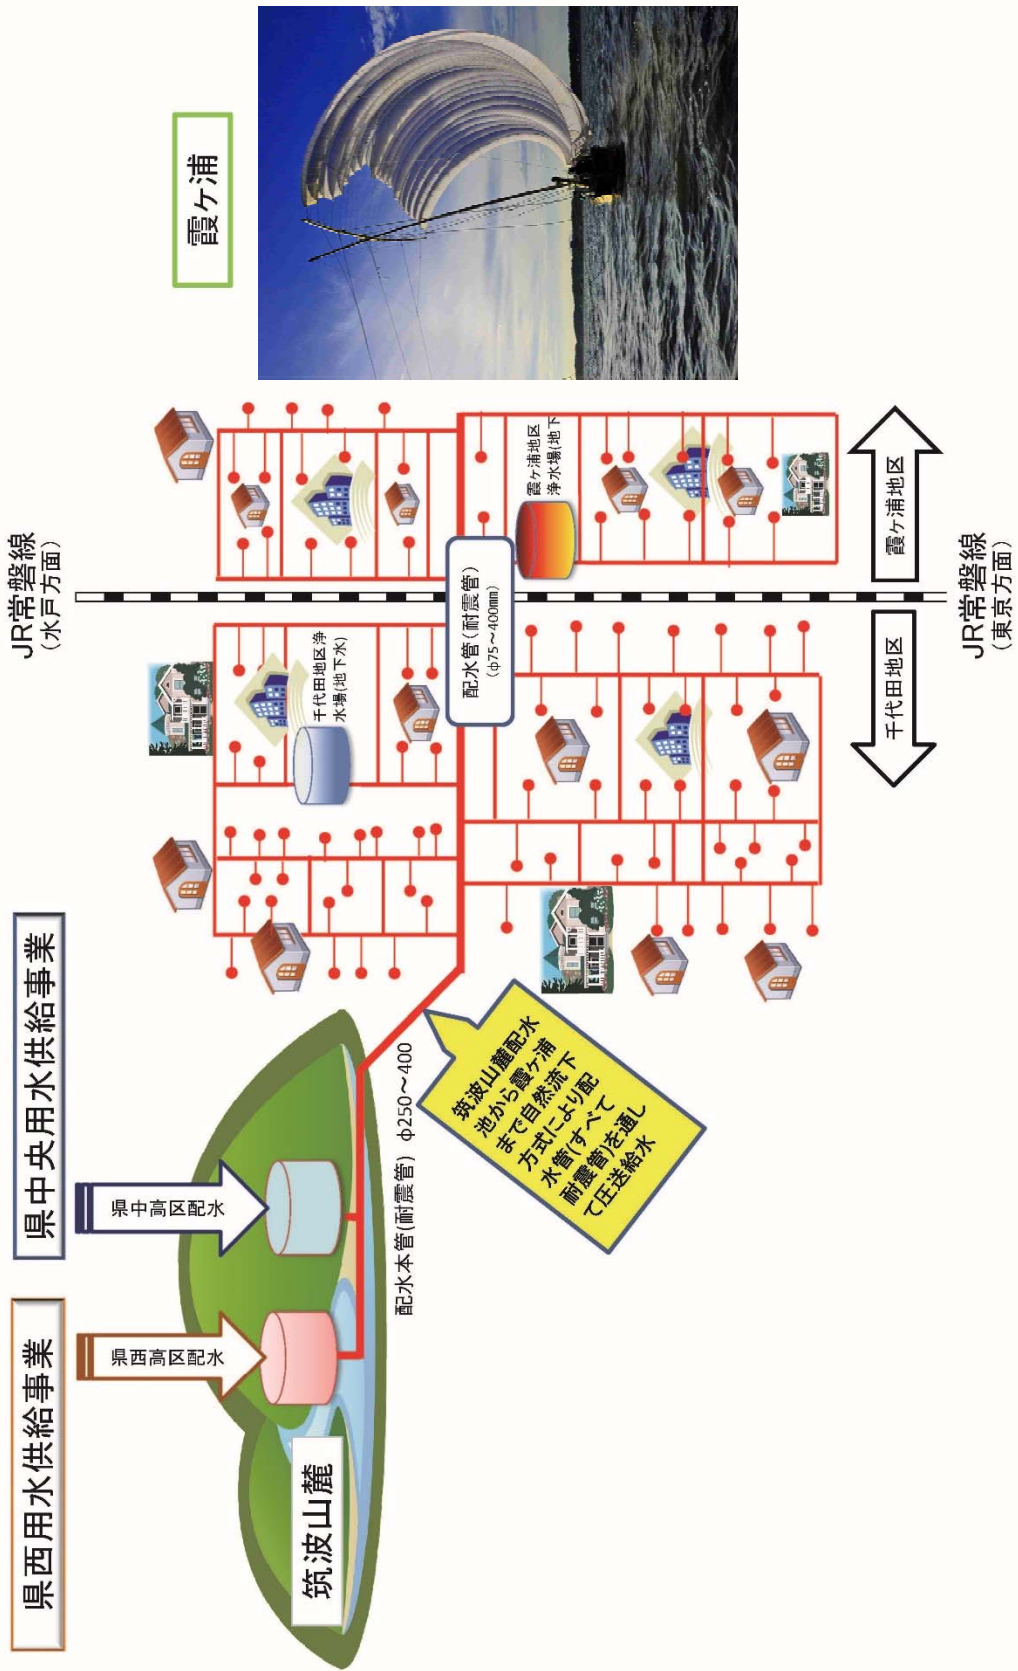 県西用水供給事業
県中央用水供給事業
JR常磐線
(水戸方面)
霞ケ浦
県西高区配水
県中高区配水
筑波山麓
配水本管(耐震管) φ250～400
千代田地区浄
水場(地下水)
配水管(耐震管)
(φ75～400mm)
霞ケ浦地区
浄水場(地下
筑波山麓配水
池から霞ケ浦
まで自然流下
方式により配
水管(すべて
耐震管)を通し
て圧送給水
千代田地区
霞ケ浦地区
JR常磐線
(東京方面)